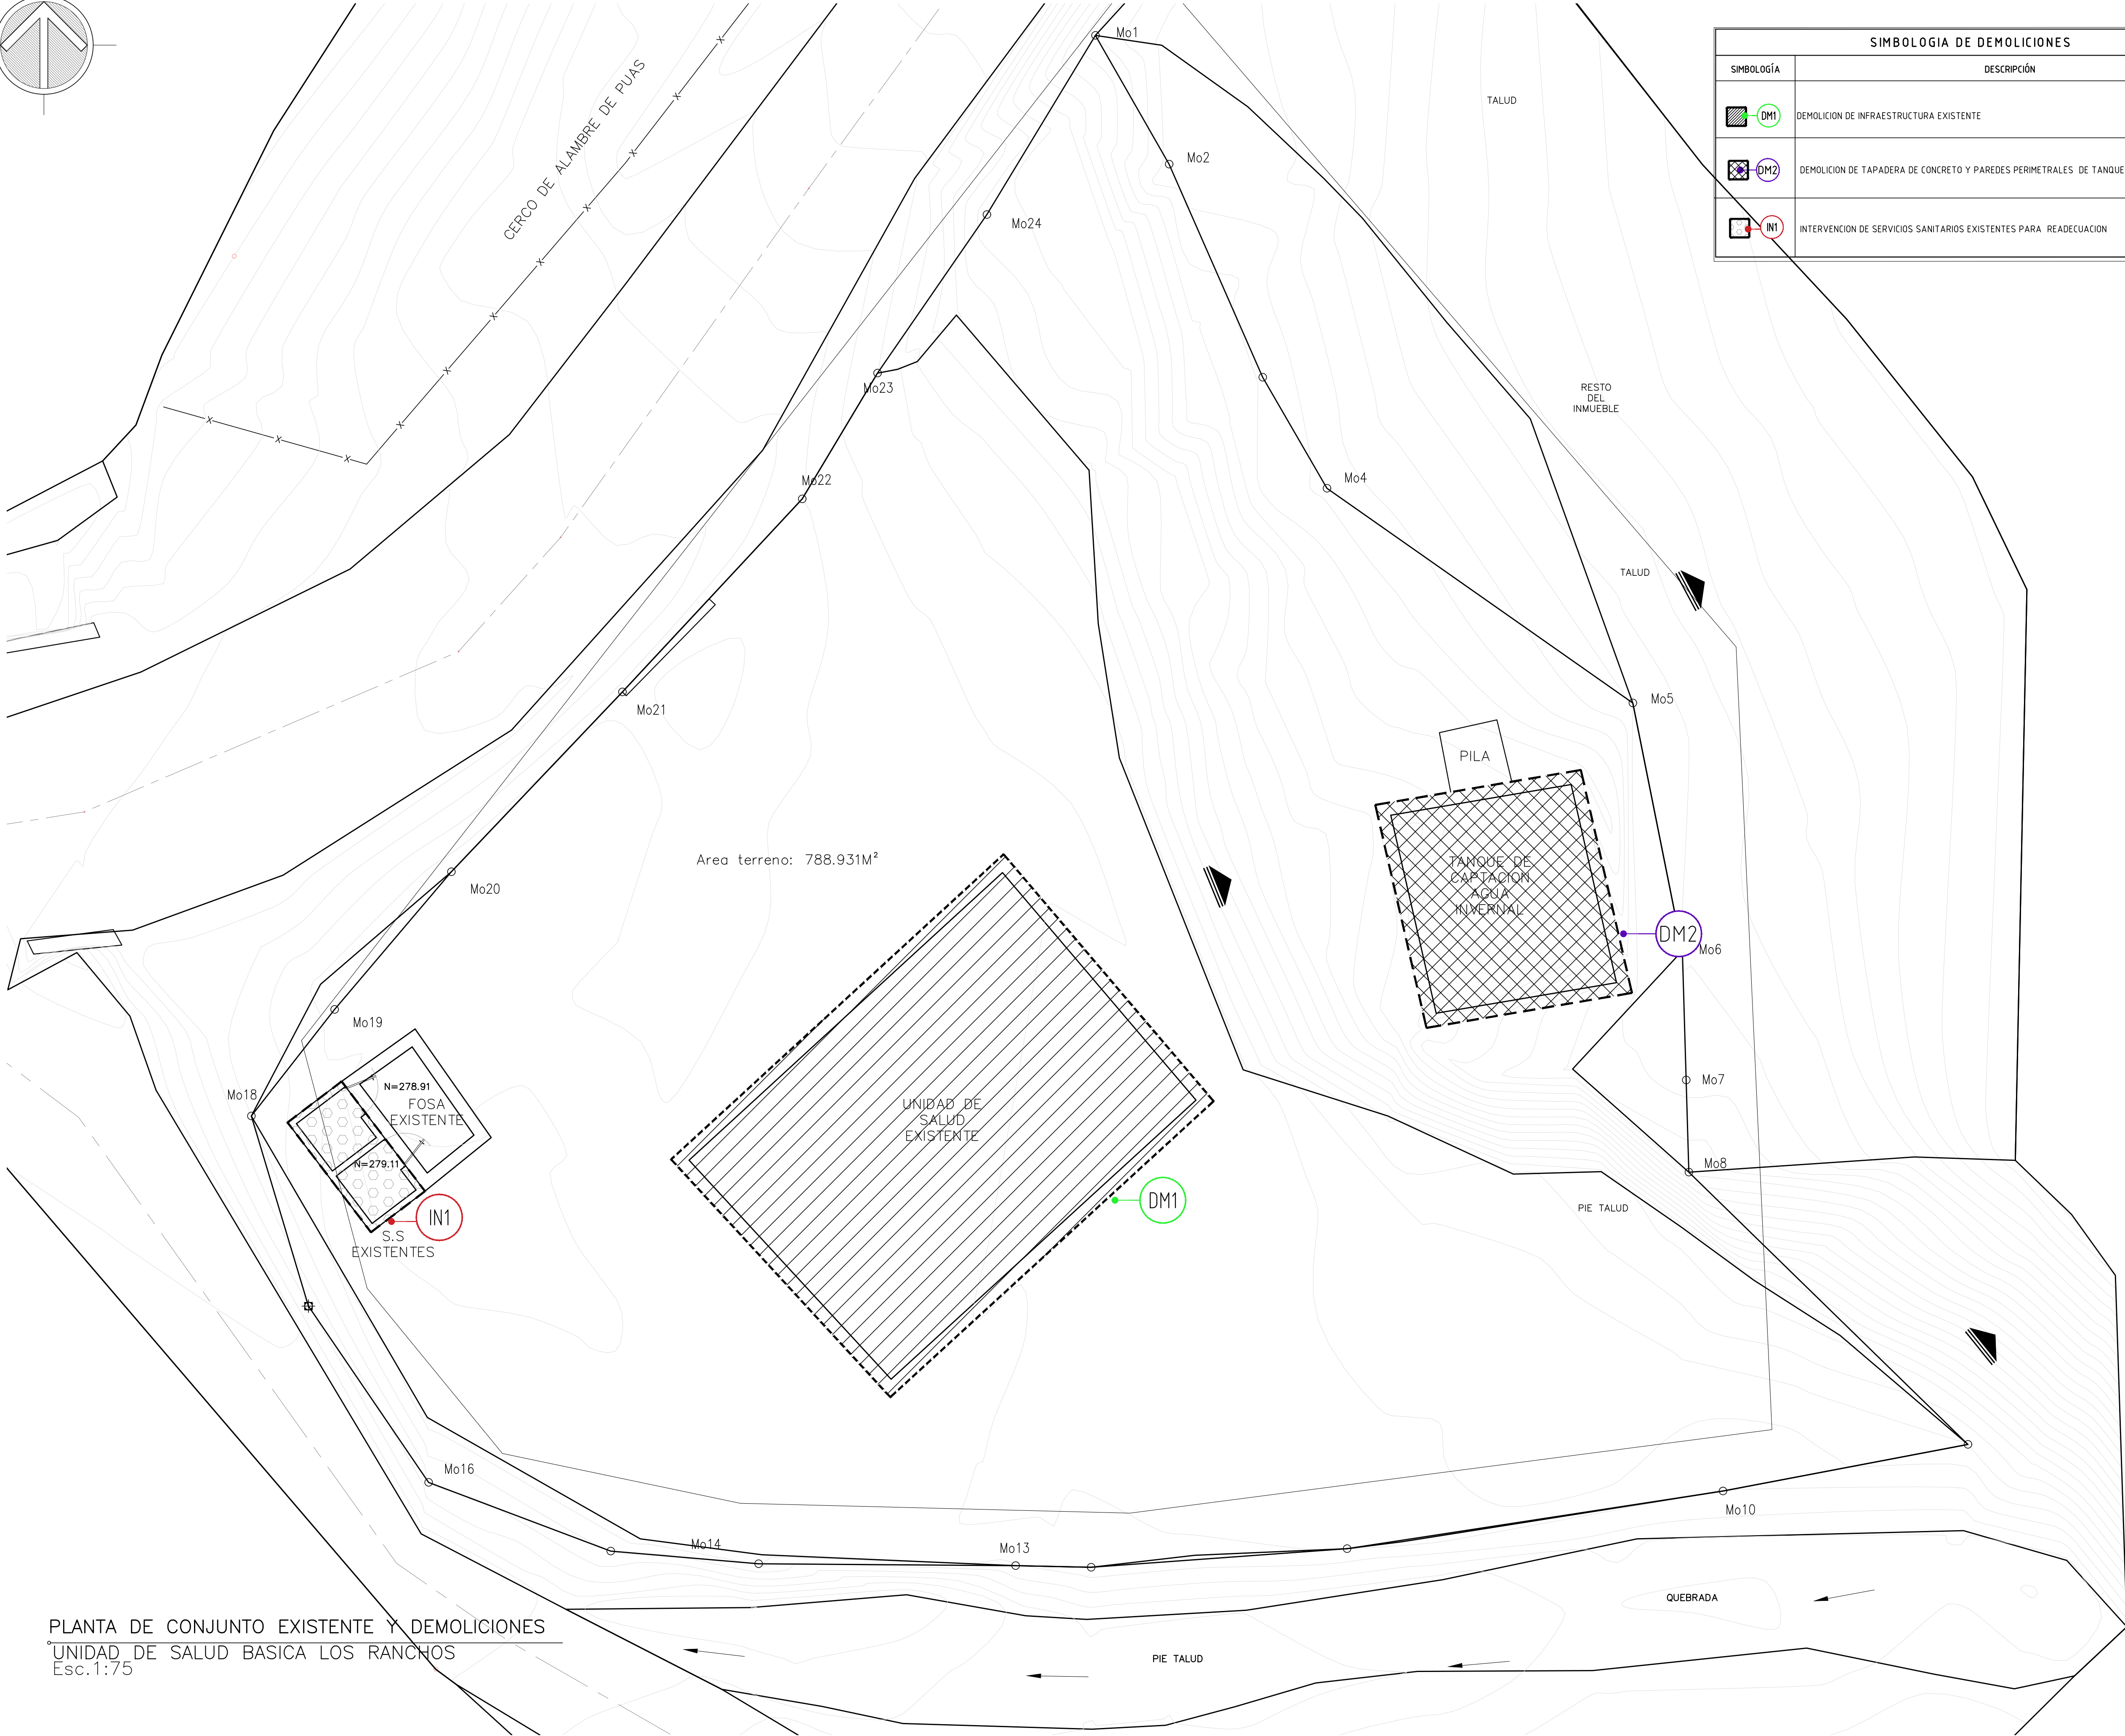 SIMBOLOGIA DE DEMOLICIONES
SIMBOLOGÍA
DESCRIPCIÓN
DM1
DEMOLICION DE INFRAESTRUCTURA EXISTENTE
DM2
DEMOLICION DE TAPADERA DE CONCRETO Y PAREDES PERIMETRALES DE TANQUE
IN1
INTERVENCION DE SERVICIOS SANITARIOS EXISTENTES PARA READECUACION
CERCO DE ALAMBRE DE PUAS
Mo1
TALUD
Mo2
Mo24
Mo23
RESTO
DEL
INMUEBLE
Mo22
Mo4
TALUD
Mo21
Mo5
PILA
Area terreno: 788.931M²
TANQUE DE
CAPTACION
AGUA
INVERNAL
Mo20
DM2
Mo6
Mo19
Mo7
Mo18
N=278.91
FOSA
EXISTENTE
N=279.11
UNIDAD DE
SALUD
EXISTENTE
Mo8
DM1
PIE TALUD
IN1
S.S
EXISTENTES
Mo16
Mo10
Mo14
Mo13
QUEBRADA
PIE TALUD
PLANTA DE CONJUNTO EXISTENTE Y DEMOLICIONES
UNIDAD DE SALUD BASICA LOS RANCHOS
Esc.1:75